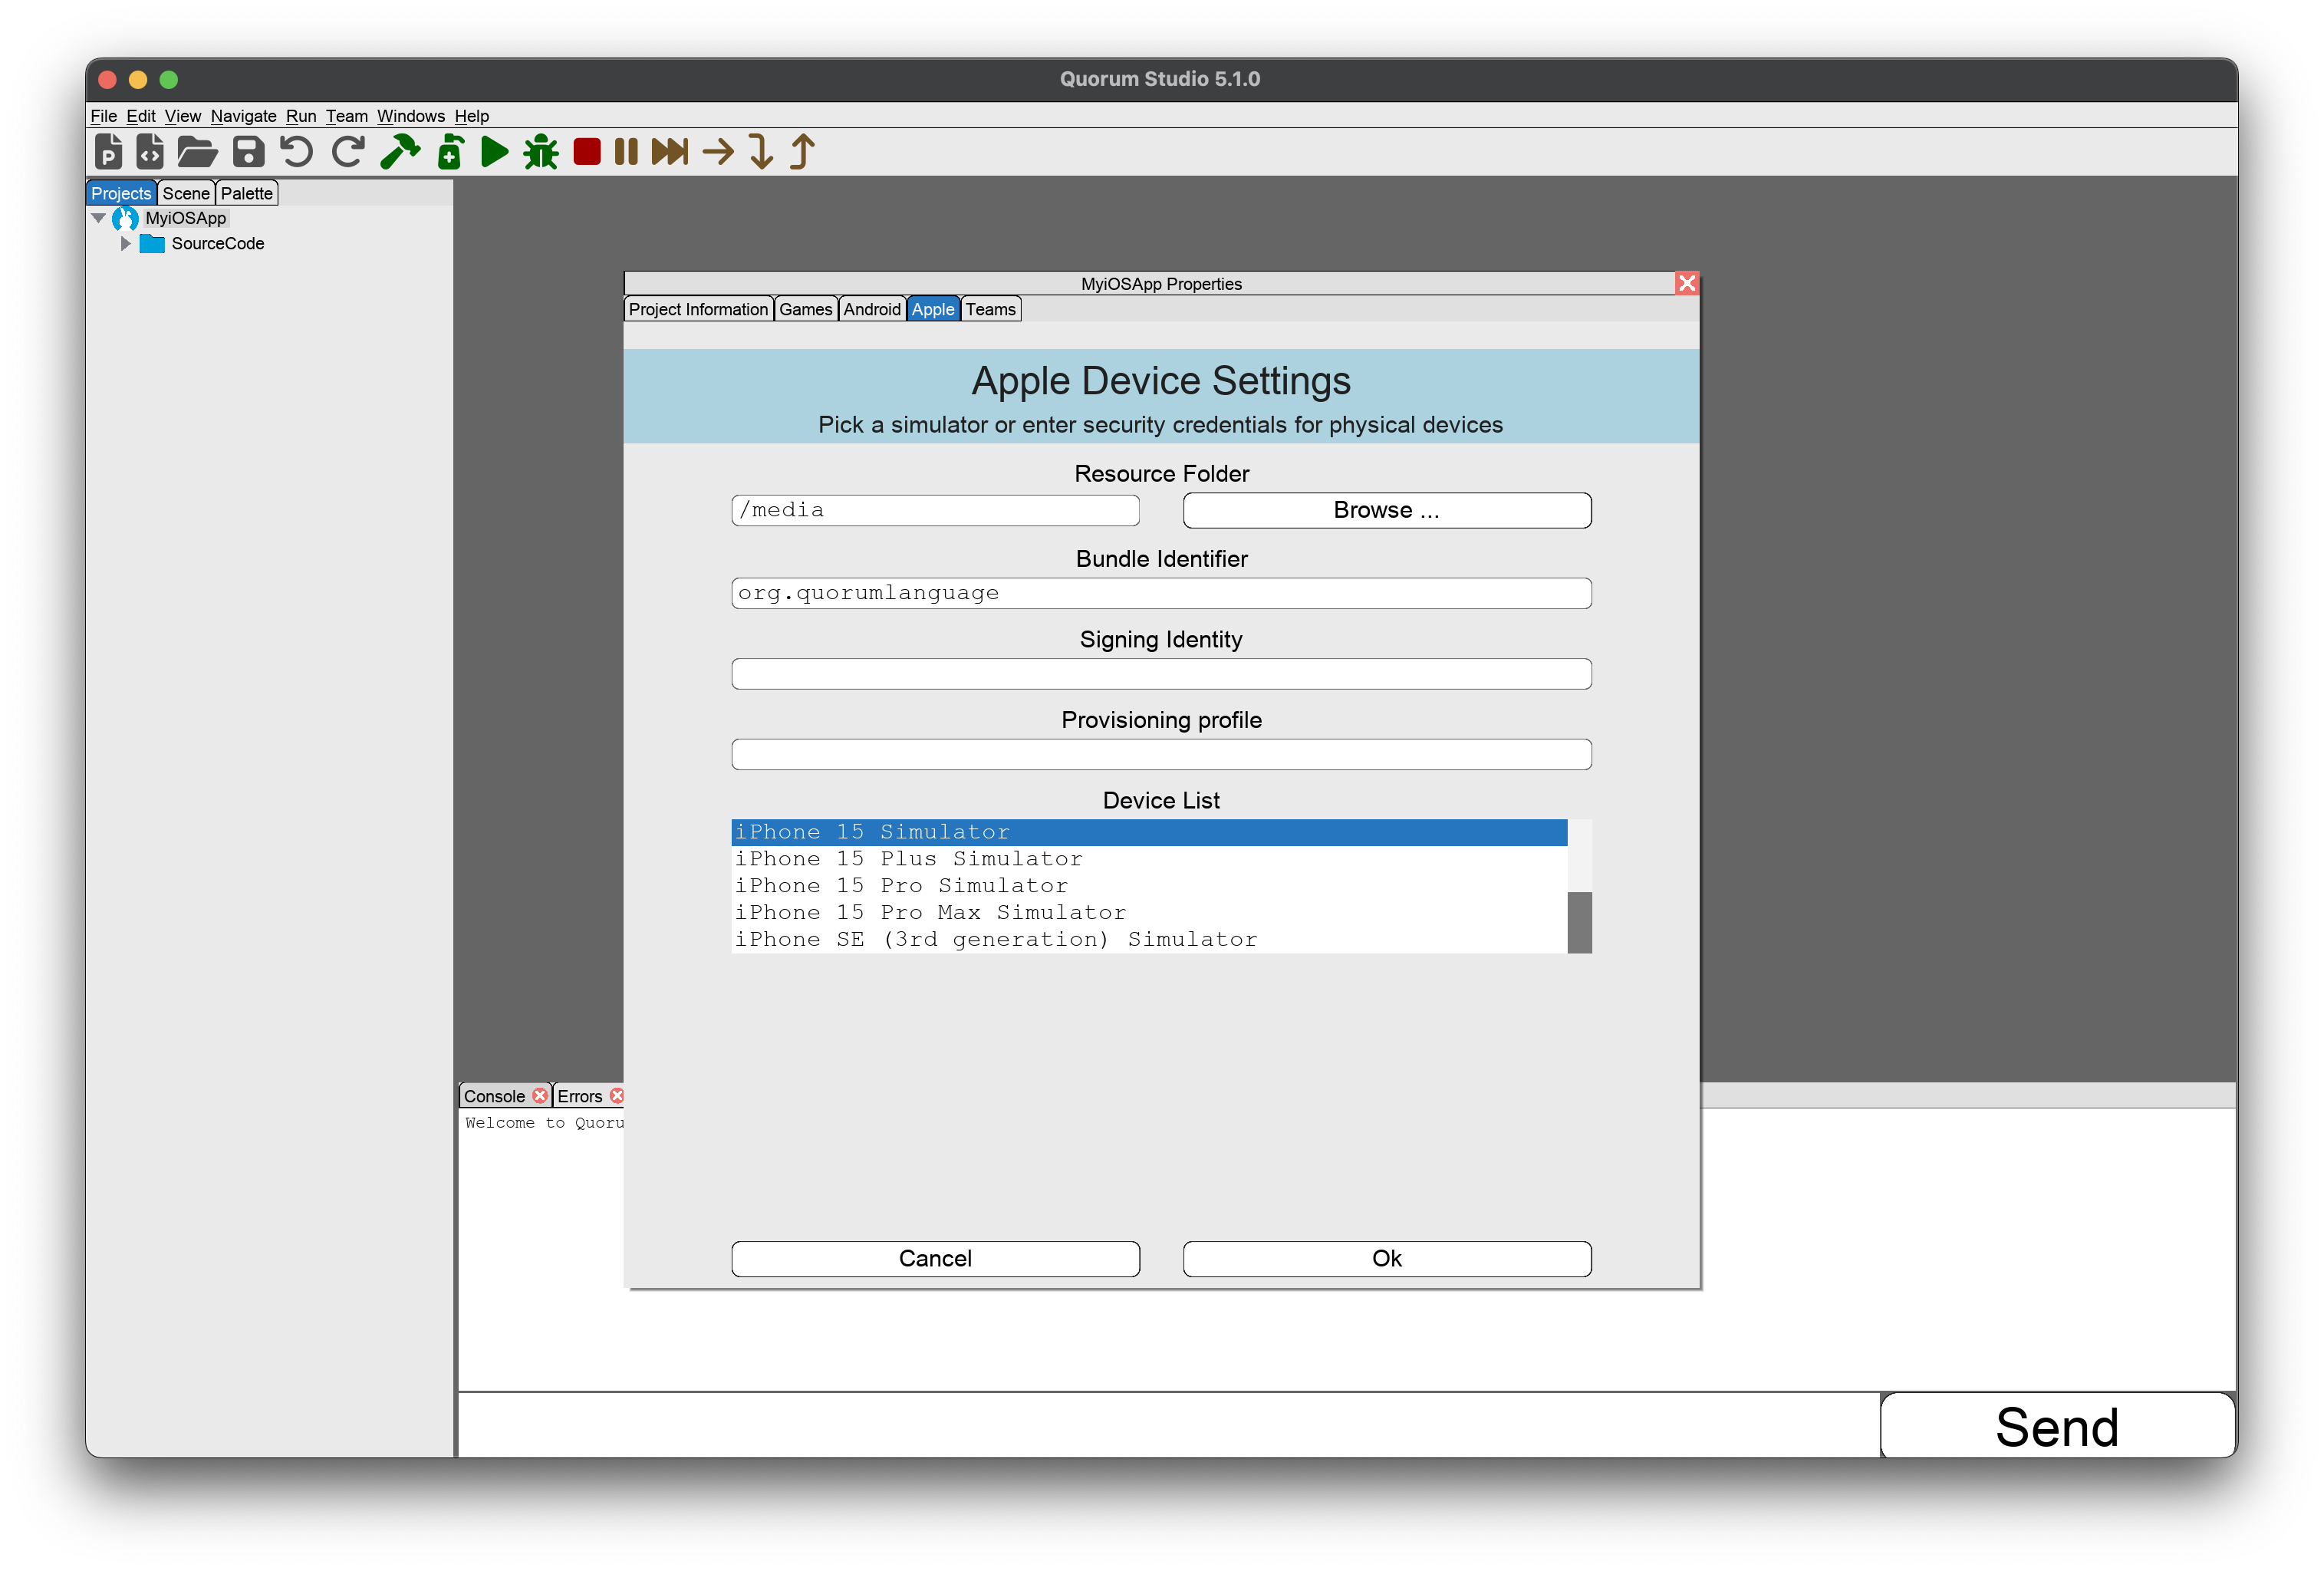 Quorum Studio 5.1.0
File Edit View Navigate Run Team Windows Help
Projects Scene Palette
MyiOSApp
SourceCode
MyiOSApp Properties
Project Information Games Android Apple Teams
Apple Device Settings
Pick a simulator or enter security credentials for physical devices
Resource Folder
/media Browse ...
Bundle Identifier
org.quorumlanguage
Signing Identity
Provisioning profile
Device List
iPhone 15 Simulator
iPhone 15 Plus Simulator
iPhone 15 Pro Simulator
iPhone 15 Pro Max Simulator
iPhone SE (3rd generation) Simulator
Cancel Ok
Console Errors
Welcome to Quoru
Send